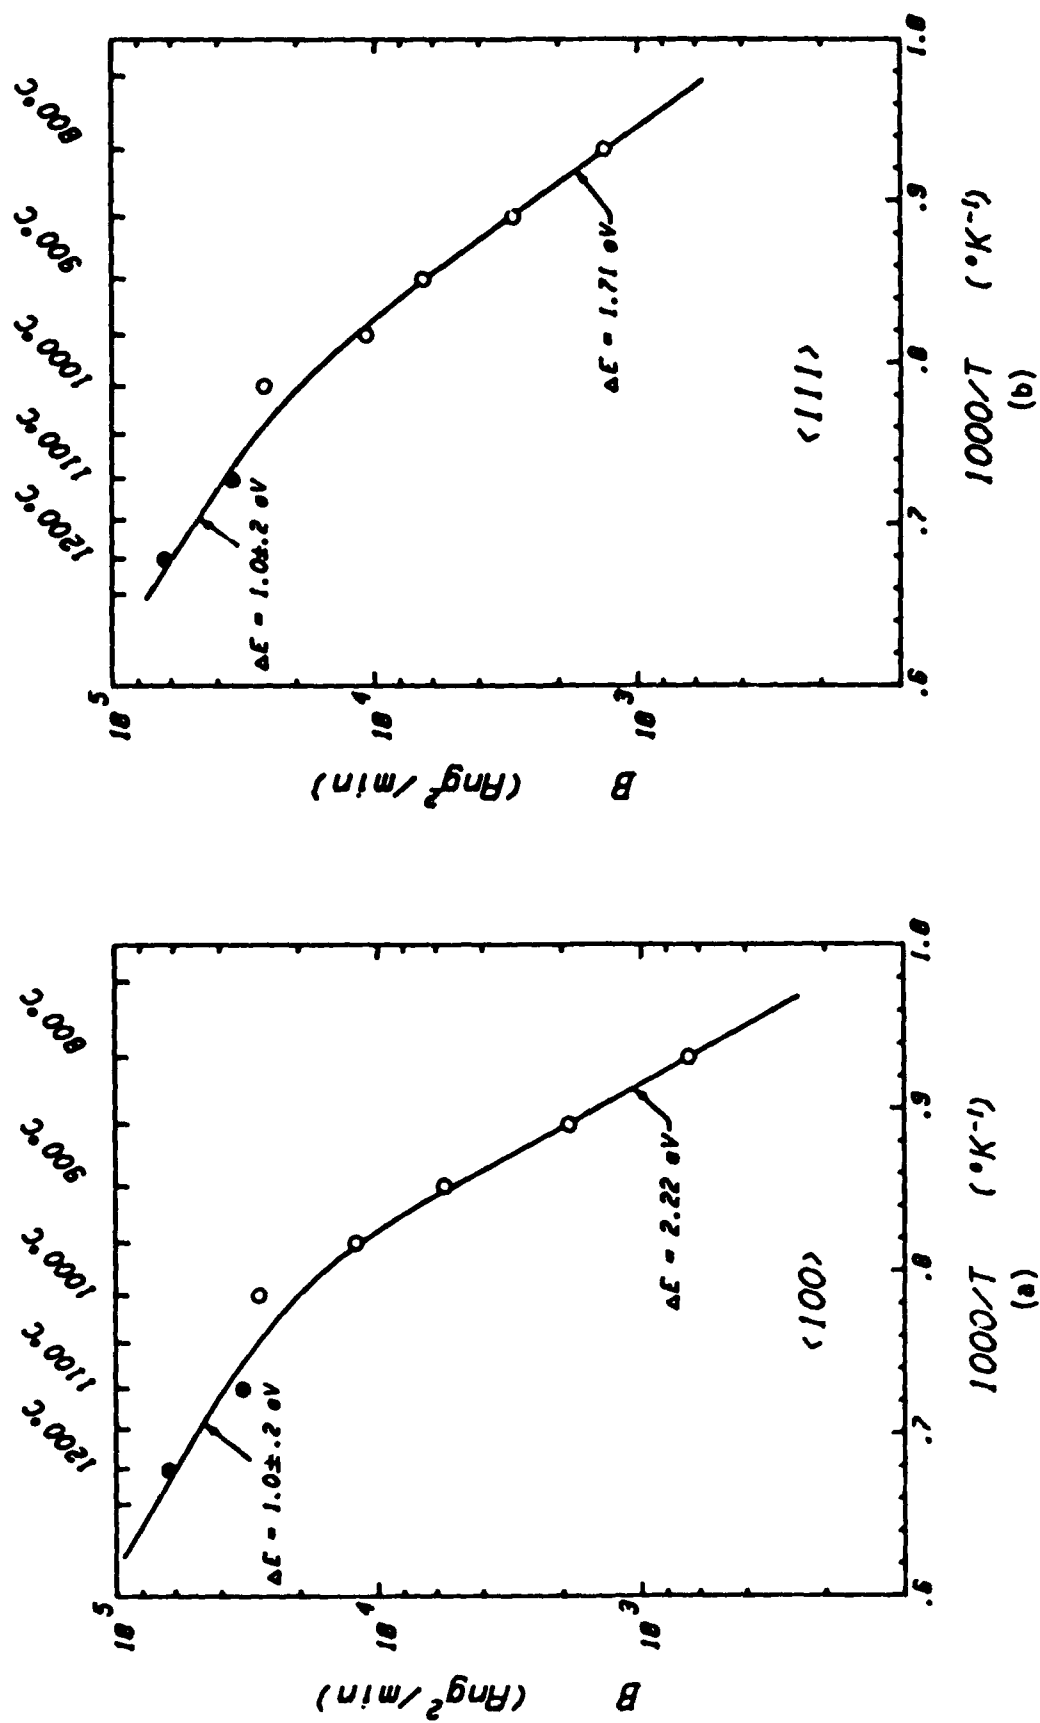 1200°C 1100°C 1000°C 900°C 800°C
10⁵
10⁴
10³
B
(Ang²/min)
ΔE = 1.0±.2 eV
ΔE = 2.22 eV
<100>
.6 .7 .8 .9 1.0
1000/T (°K⁻¹)
(a)
1200°C 1100°C 1000°C 900°C 800°C
10⁵
10⁴
10³
B
(Ang²/min)
ΔE = 1.0±.2 eV
ΔE = 1.71 eV
<111>
.6 .7 .8 .9 1.0
1000/T (°K⁻¹)
(b)